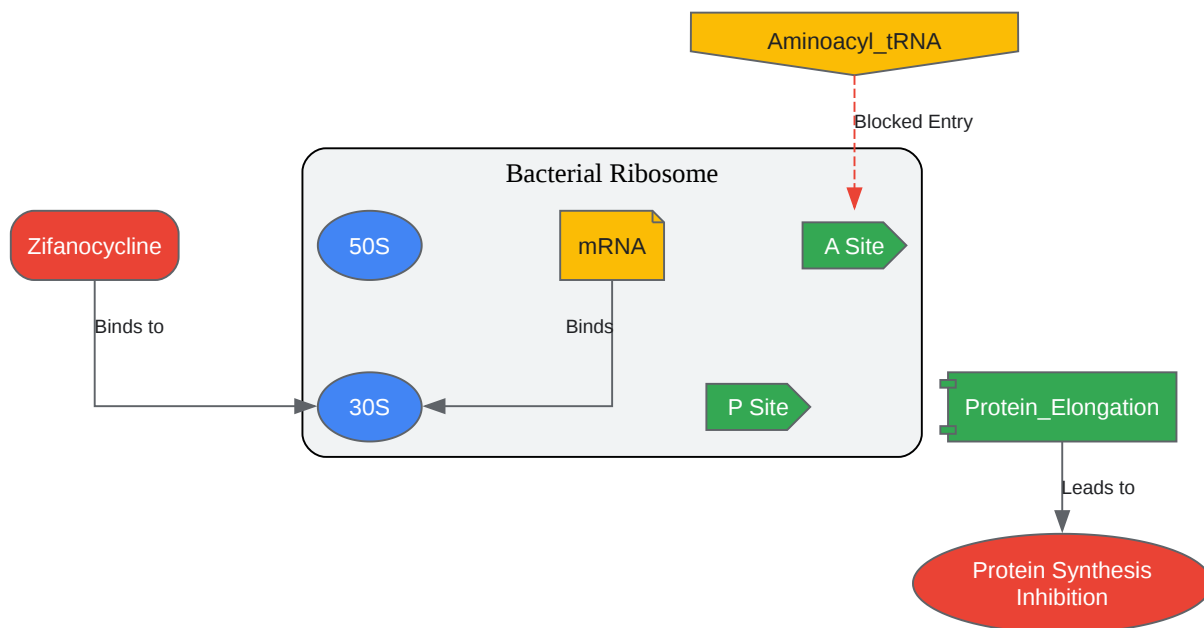 Aminoacyl_tRNA
Blocked Entry
Bacterial Ribosome
Zifanocycline
50S
mRNA
A Site
Binds to
Binds
30S
P Site
Protein_Elongation
Leads to
Protein Synthesis
Inhibition